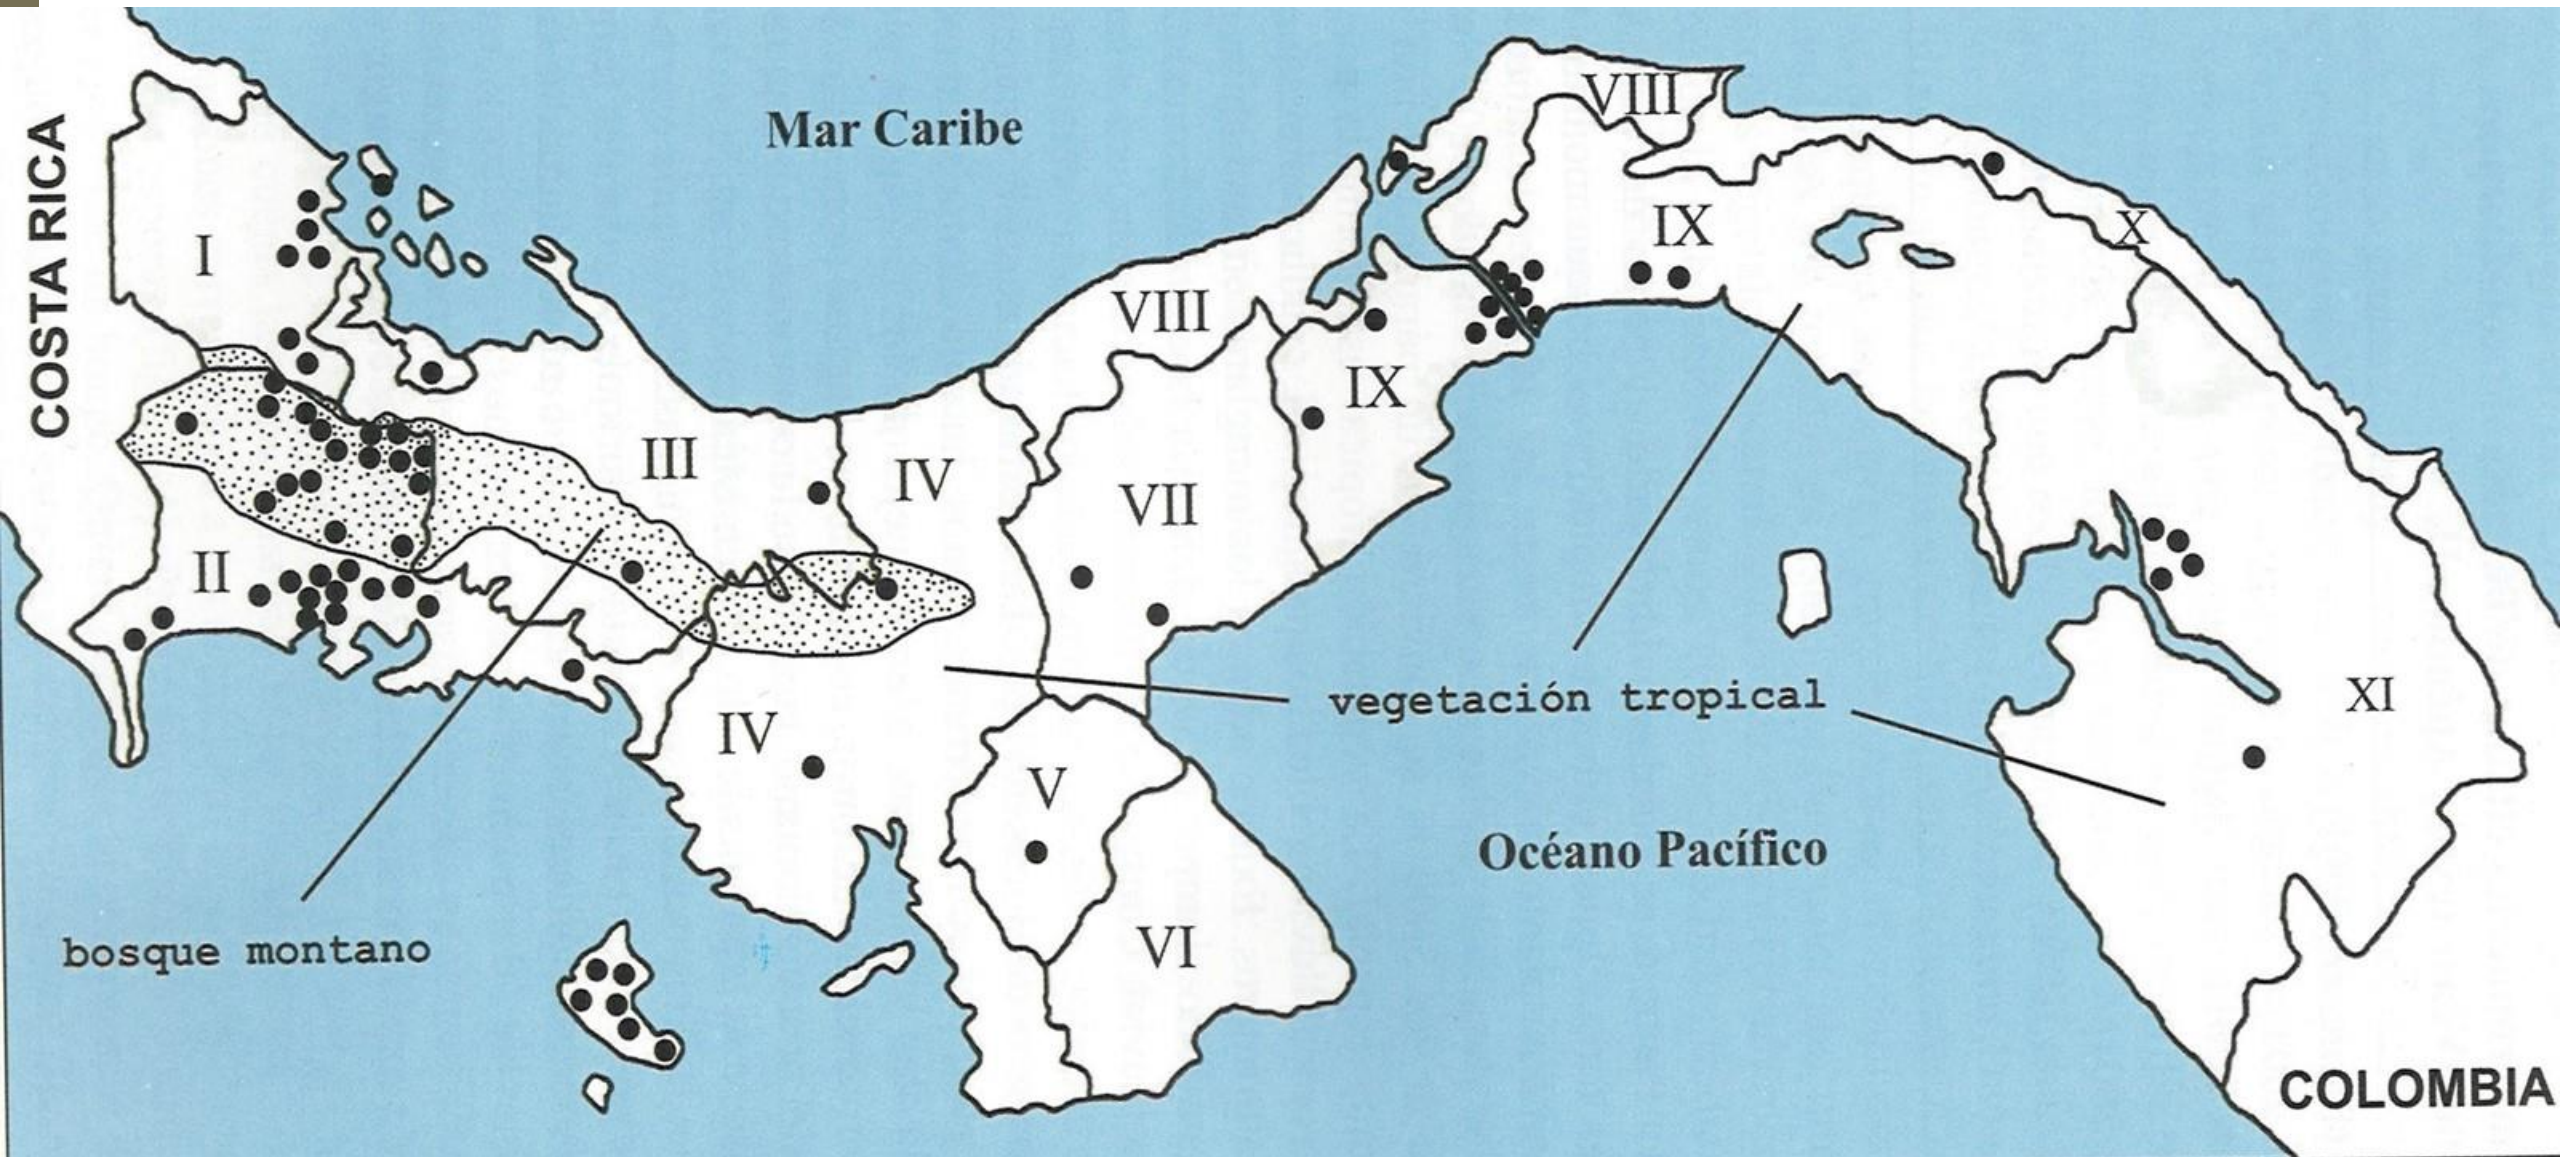 COSTA RICA
Mar Caribe
VIII
I
IX
X
VIII
IX
III
IV
VII
II
vegetación tropical
XI
IV
V
Océano Pacífico
bosque montano
VI
COLOMBIA